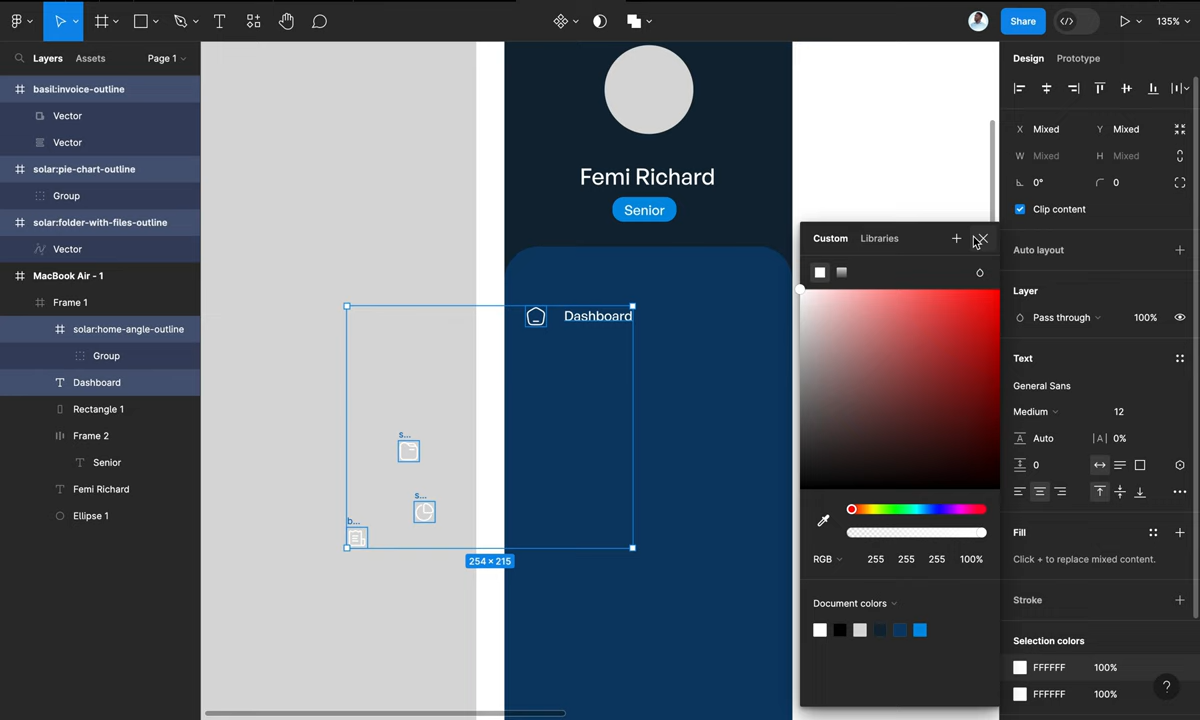 Share
135%
Layers
Assets
Page 1
basil:invoice-outline
Vector
Vector
solar:pie-chart-outline
Group
solar:folder-with-files-outline
Vector
MacBook Air - 1
Frame 1
solar:home-angle-outline
Group
Dashboard
Rectangle 1
Frame 2
Senior
Femi Richard
Ellipse 1
Femi Richard
Senior
Dashboard
s...
s...
b...
254 × 215
Custom
Libraries
RGB
255
255
255
100%
Document colors
Design
Prototype
X
Mixed
Y
Mixed
W
Mixed
H
Mixed
0°
0
Clip content
Auto layout
Layer
Pass through
100%
Text
General Sans
Medium
12
Auto
|A|
0%
0
Fill
Click + to replace mixed content.
Stroke
Selection colors
FFFFFF
100%
FFFFFF
100%
?